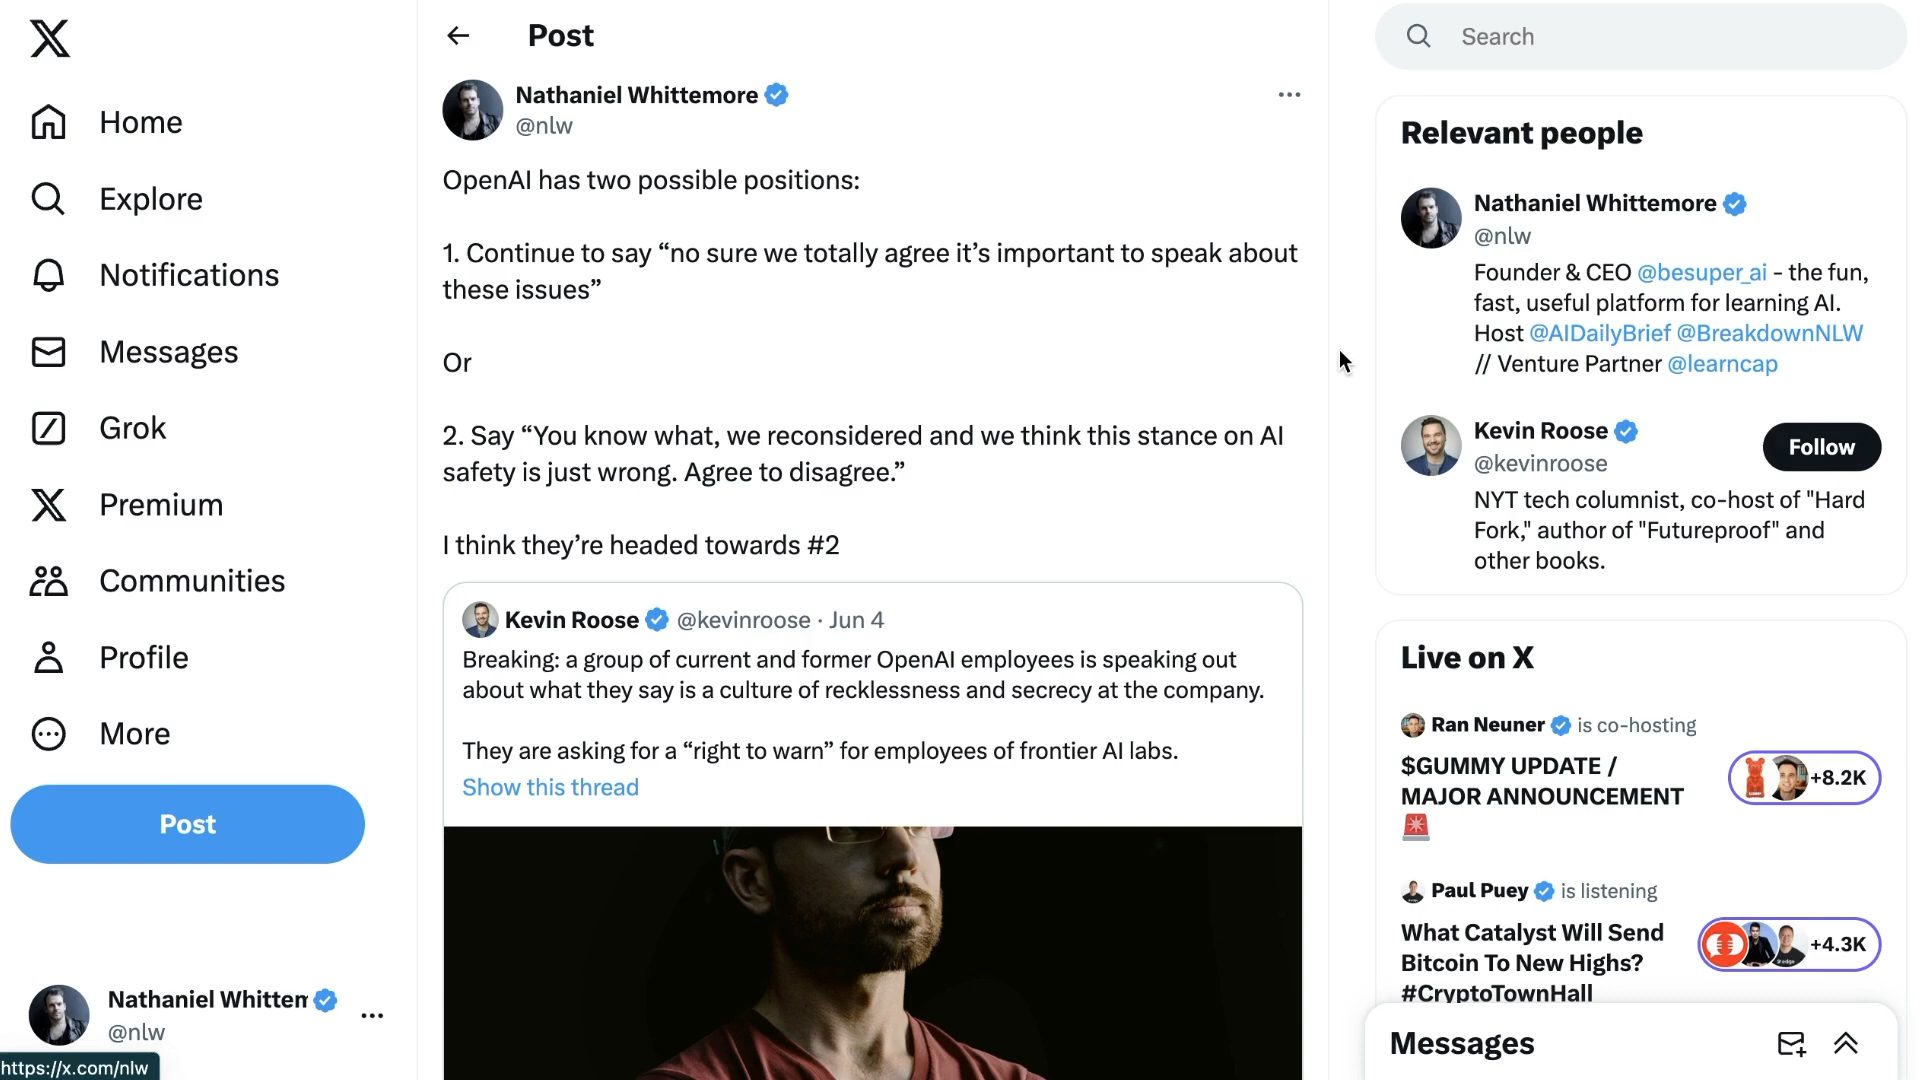 Home
Explore
Notifications
Messages
Grok
Premium
Communities
Profile
More
Post
Nathaniel Whittem
@nlw
https://x.com/nlw
Post
Nathaniel Whittemore
@nlw
OpenAI has two possible positions:
1. Continue to say “no sure we totally agree it’s important to speak about
these issues”
Or
2. Say “You know what, we reconsidered and we think this stance on AI
safety is just wrong. Agree to disagree.”
I think they’re headed towards #2
Kevin Roose @kevinroose · Jun 4
Breaking: a group of current and former OpenAI employees is speaking out
about what they say is a culture of recklessness and secrecy at the company.
They are asking for a “right to warn” for employees of frontier AI labs.
Show this thread
Search
Relevant people
Nathaniel Whittemore
@nlw
Founder & CEO @besuper_ai - the fun,
fast, useful platform for learning AI.
Host @AIDailyBrief @BreakdownNLW
// Venture Partner @learncap
Kevin Roose
@kevinroose
Follow
NYT tech columnist, co-host of "Hard
Fork," author of "Futureproof" and
other books.
Live on X
Ran Neuner is co-hosting
$GUMMY UPDATE /
MAJOR ANNOUNCEMENT
+8.2K
Paul Puey is listening
What Catalyst Will Send
Bitcoin To New Highs?
#CryptoTownHall
+4.3K
Messages